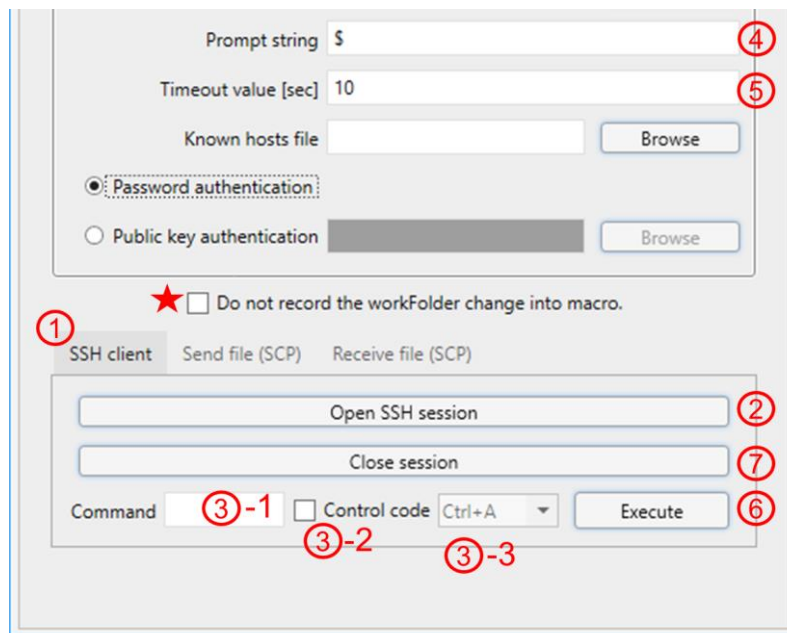 Prompt string $ ④
Timeout value [sec] 10 ⑤
Known hosts file Browse
Password authentication
Public key authentication Browse
★ Do not record the workFolder change into macro.
①
SSH client Send file (SCP) Receive file (SCP)
Open SSH session ②
Close session ⑦
Command ③-1 Control code Ctrl+A Execute ⑥
③-2 ③-3